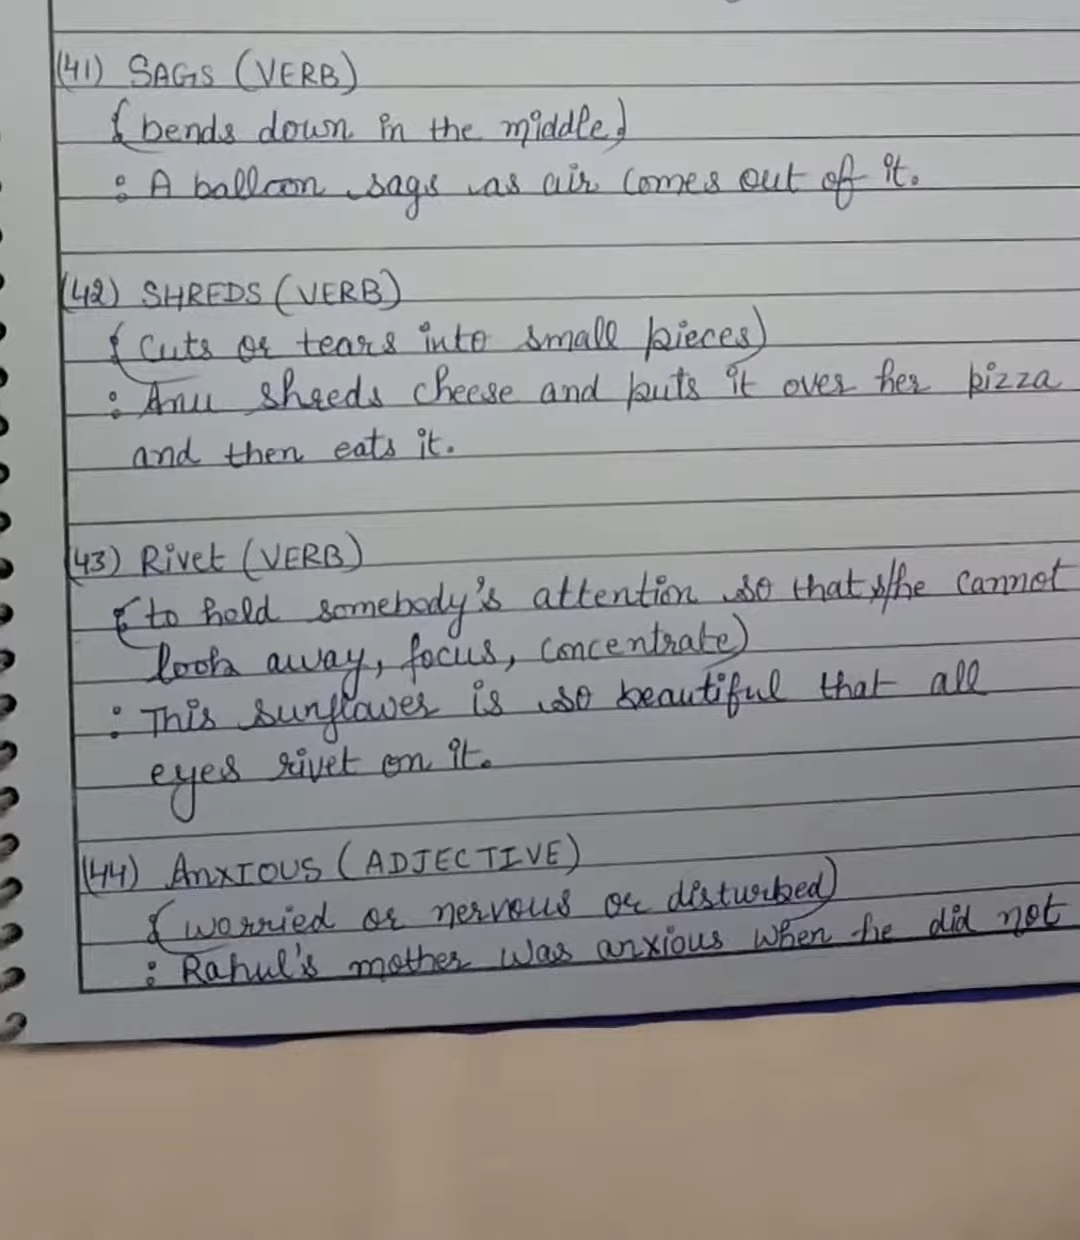 (41) SAGS (VERB)
{(bends down in the middle)
: A balloon sags as air comes out of it.
(42) SHREDS (VERB)
{(cuts or tears into small pieces)
: Anu shreds cheese and puts it over her pizza
and then eats it.
(43) Rivet (VERB)
{(to hold somebody's attention so that s/he cannot
look away, focus, concentrate)
: This sunflower is so beautiful that all
eyes rivet on it.
(44) ANXIOUS (ADJECTIVE)
{(worried or nervous or disturbed)
: Rahul's mother was anxious when he did not